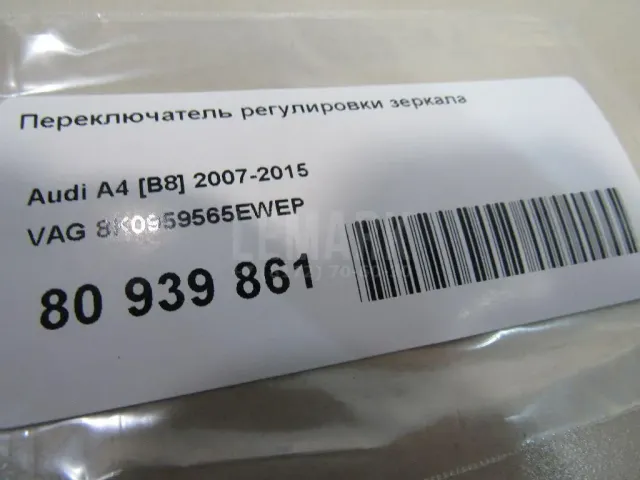 Переключатель регулировки зеркала
Audi A4 [B8] 2007-2015
VAG 8K0959565EWEP
80 939 861